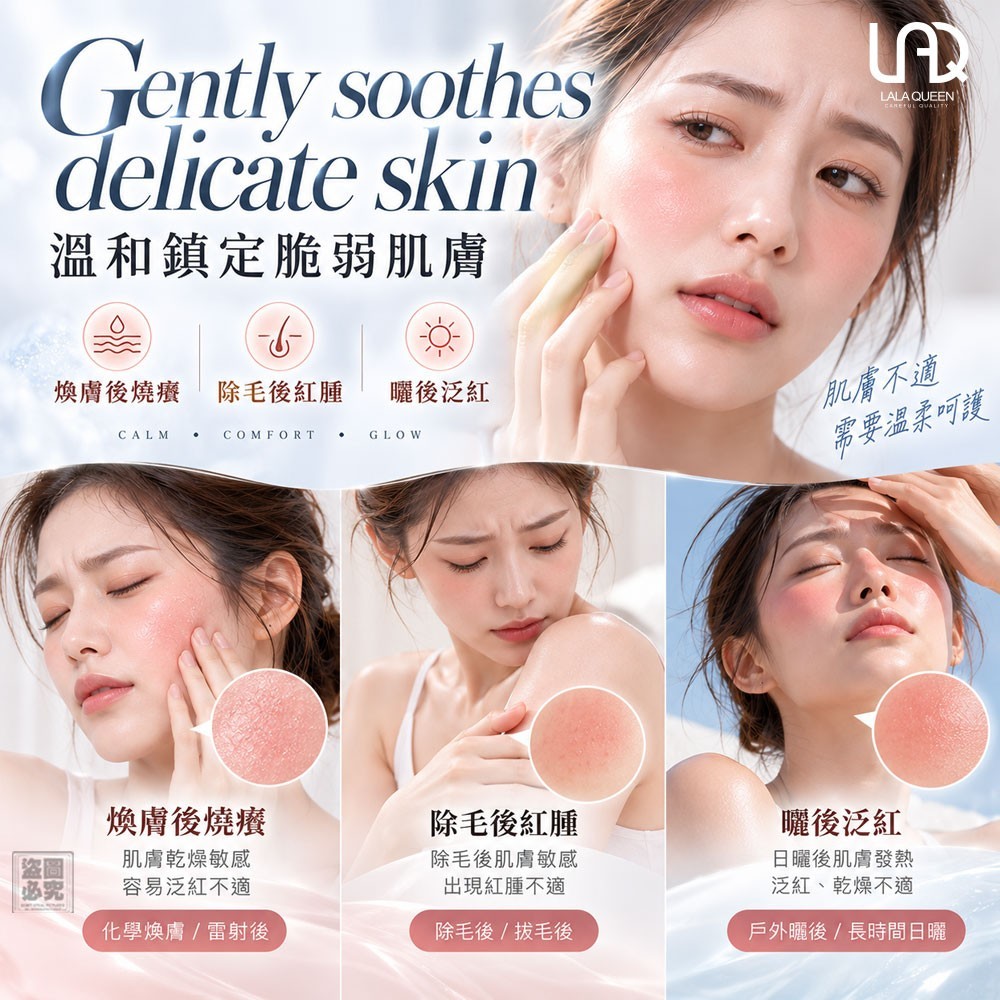 Gently soothes
delicate skin
LAQ
LALA QUEEN
CAREFUL QUALITY
溫和鎮定脆弱肌膚
煥膚後燒癢
除毛後紅腫
曬後泛紅
CALM • COMFORT • GLOW
肌膚不適
需要溫柔呵護
煥膚後燒癢
肌膚乾燥敏感
容易泛紅不適
化學煥膚 / 雷射後
除毛後紅腫
除毛後肌膚敏感
出現紅腫不適
除毛後 / 拔毛後
曬後泛紅
日曬後肌膚發熱
泛紅、乾燥不適
戶外曬後 / 長時間日曬
盜圖
必究